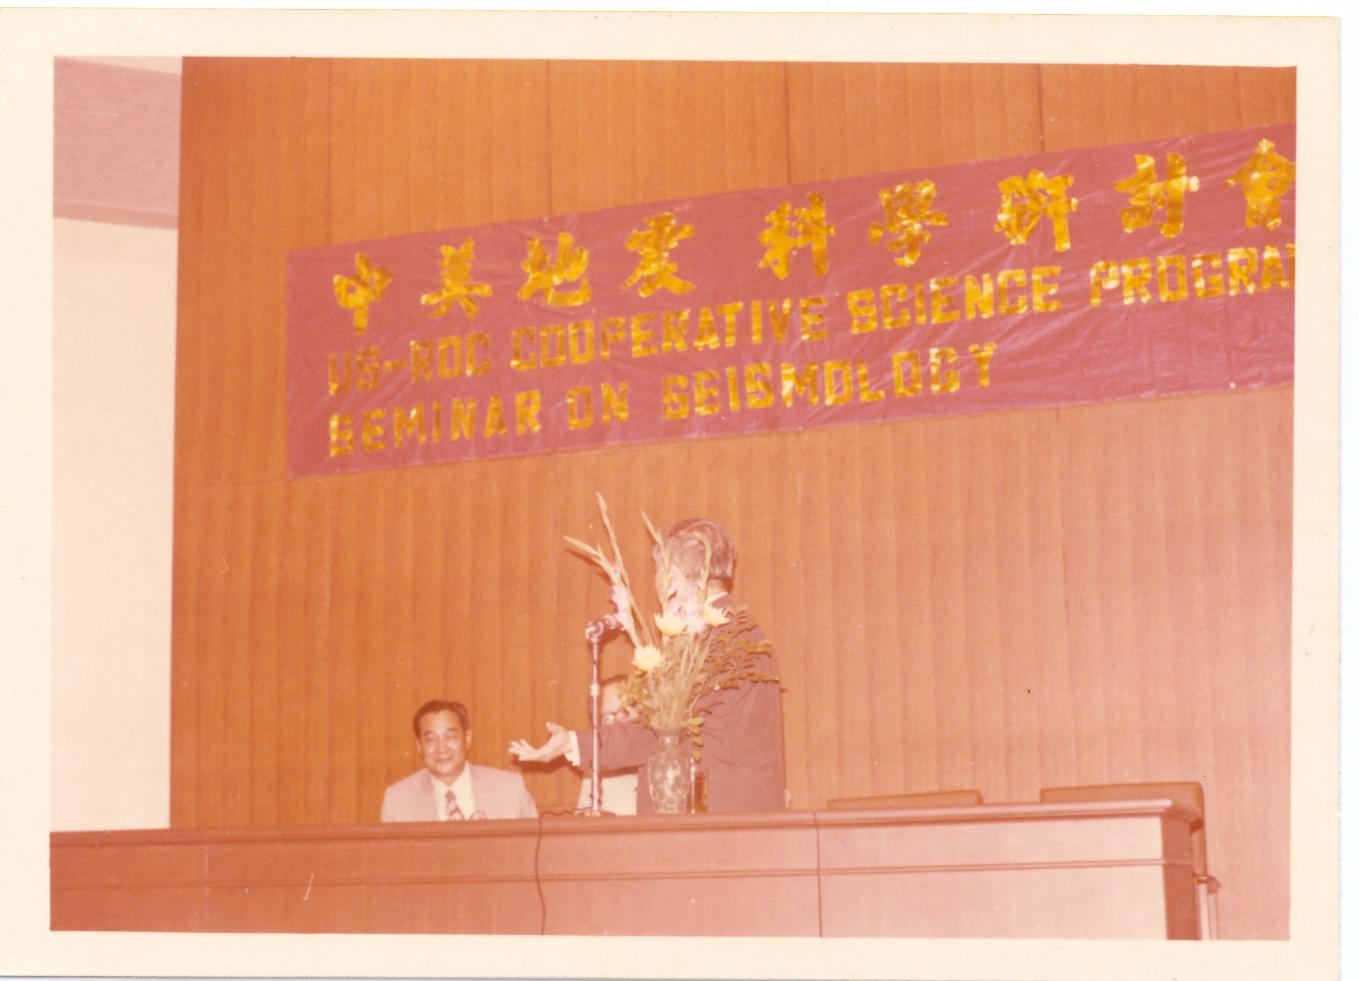 中美地震科學研討會
US-ROC COOPERATIVE SCIENCE PROGRA
SEMINAR ON SEISMOLOGY